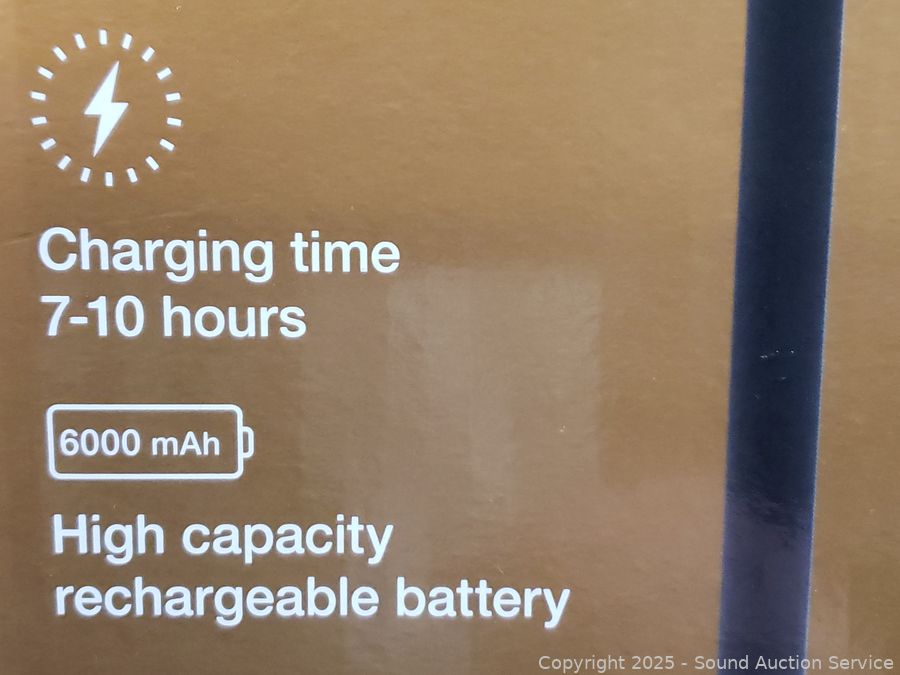 Charging time
7-10 hours
6000 mAh
High capacity
rechargeable battery
Copyright 2025 - Sound Auction Service